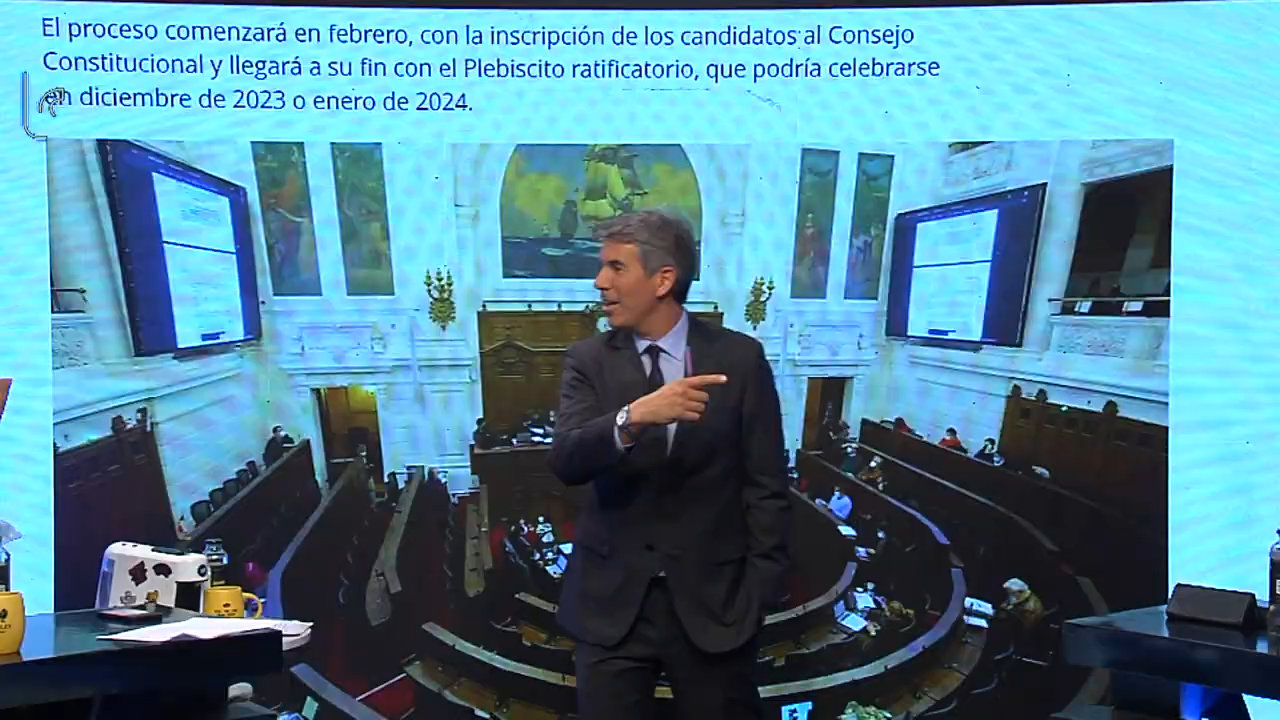 El proceso comenzará en febrero, con la inscripción de los candidatos al Consejo
Constitucional y llegará a su fin con el Plebiscito ratificatorio, que podría celebrarse
en diciembre de 2023 o enero de 2024.